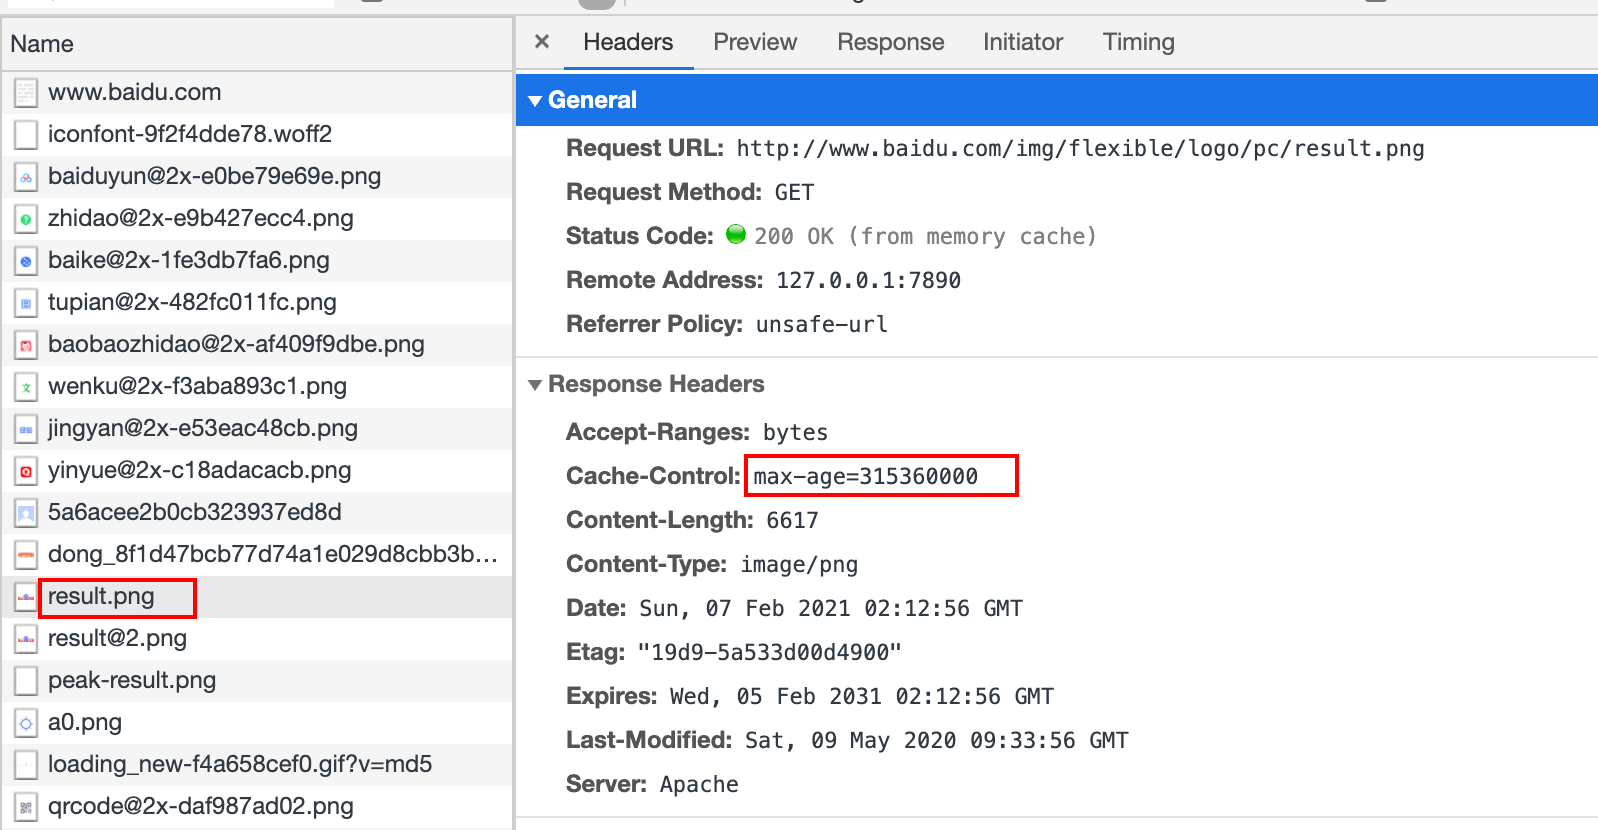 Name
www.baidu.com
iconfont-9f2f4dde78.woff2
baiduyun@2x-e0be79e69e.png
zhidao@2x-e9b427ecc4.png
baike@2x-1fe3db7fa6.png
tupian@2x-482fc011fc.png
baobaozhidao@2x-af409f9dbe.png
wenku@2x-f3aba893c1.png
jingyan@2x-e53eac48cb.png
yinyue@2x-c18adacacb.png
5a6acee2b0cb323937ed8d
dong_8f1d47bcb77d74a1e029d8cbb3b...
result.png
result@2.png
peak-result.png
a0.png
loading_new-f4a658cef0.gif?v=md5
qrcode@2x-daf987ad02.png
× Headers Preview Response Initiator Timing
General
Request URL: http://www.baidu.com/img/flexible/logo/pc/result.png
Request Method: GET
Status Code: 200 OK (from memory cache)
Remote Address: 127.0.0.1:7890
Referrer Policy: unsafe-url
Response Headers
Accept-Ranges: bytes
Cache-Control: max-age=315360000
Content-Length: 6617
Content-Type: image/png
Date: Sun, 07 Feb 2021 02:12:56 GMT
Etag: "19d9-5a533d00d4900"
Expires: Wed, 05 Feb 2031 02:12:56 GMT
Last-Modified: Sat, 09 May 2020 09:33:56 GMT
Server: Apache